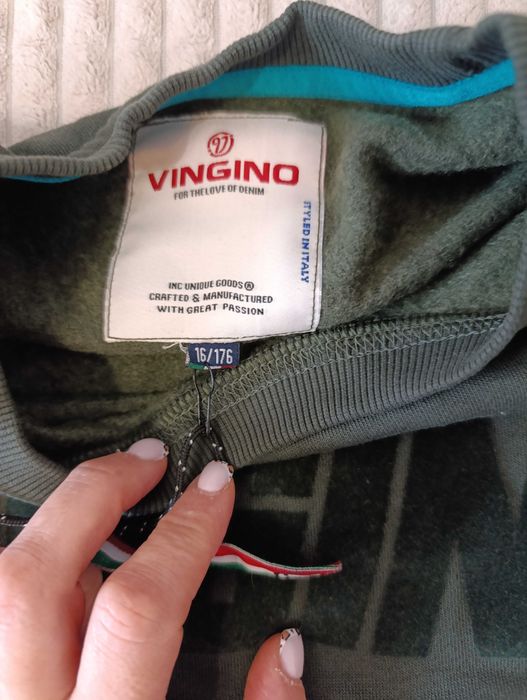 97
VINGINO
FOR THE LOVE OF DENIM
STYLED IN ITALY
INC UNIQUE GOODS®
CRAFTED & MANUFACTURED
WITH GREAT PASSION
16/176